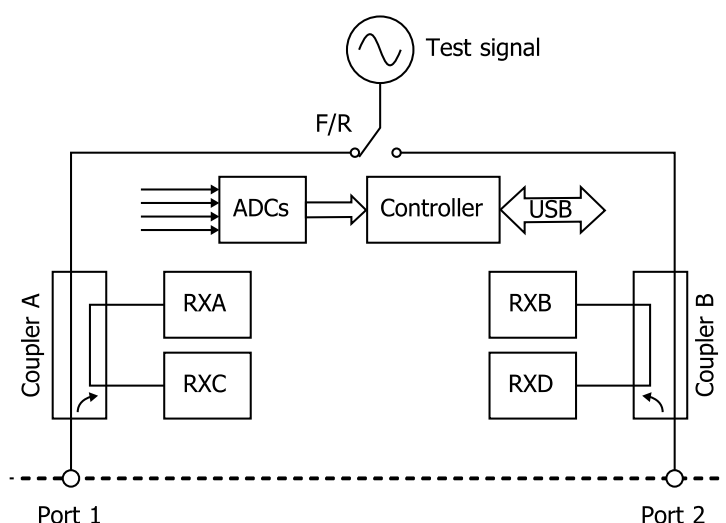 Test signal
F/R
ADCs
Controller
USB
Coupler A
RXA
RXB
Coupler B
RXC
RXD
Port 1
Port 2